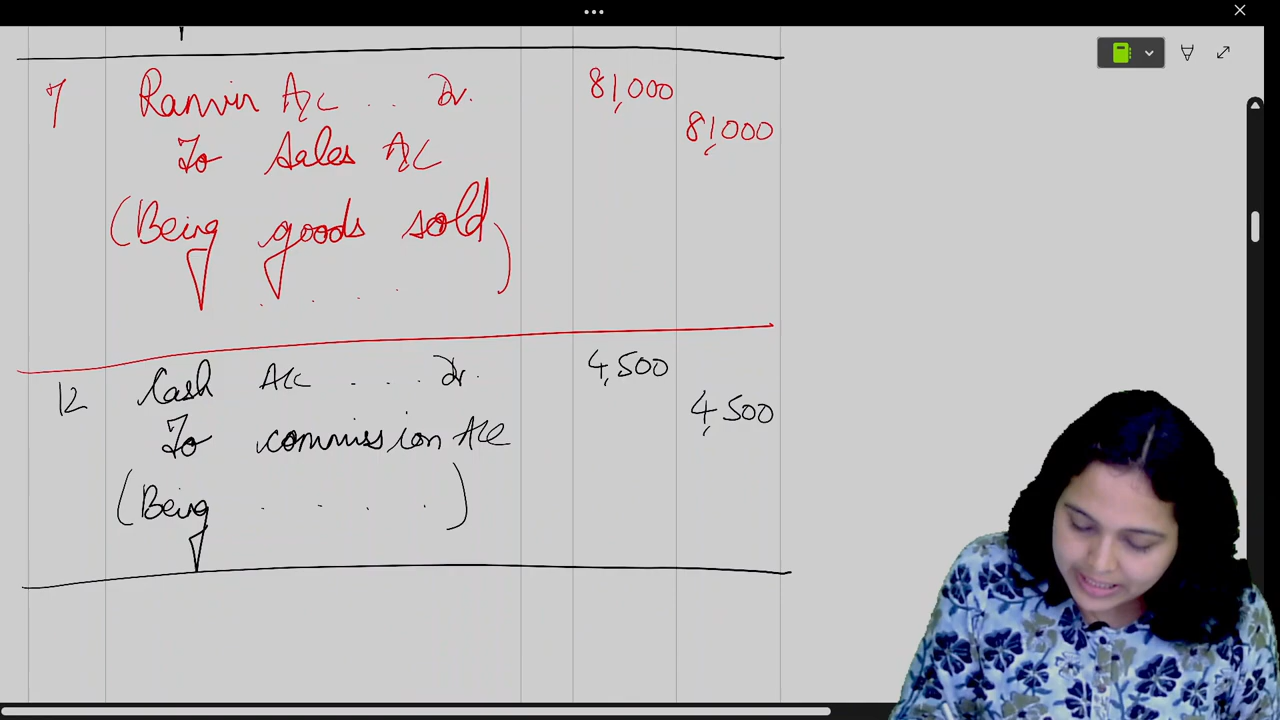 7 Ranvir A/c ... Dr. 81,000
To Sales A/c 81,000
(Being goods sold
. . . .)
12 Cash A/c .... Dr. 4,500
To commission A/c 4,500
(Being . . . .)